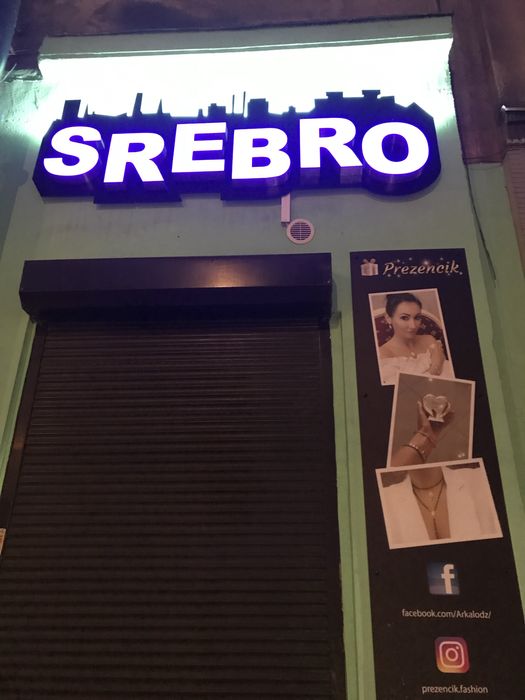 SREBRO
Prezencik
facebook.com/Arkalodz/
prezencik.fashion